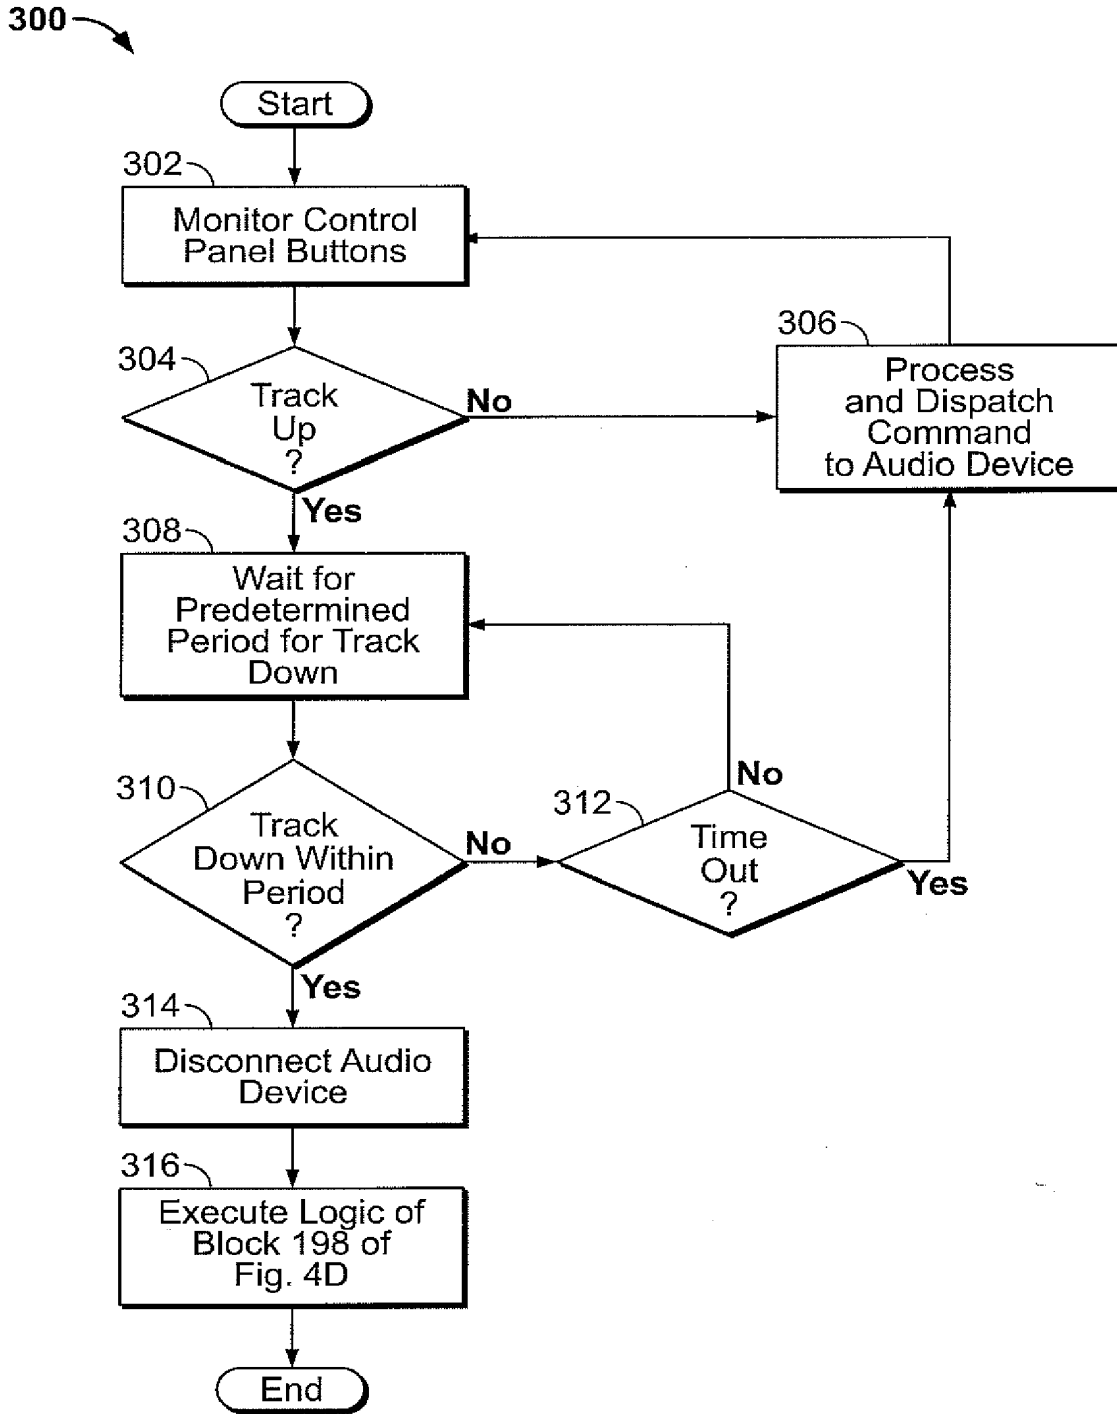 300
Start
302
Monitor Control
Panel Buttons
304
Track
Up
?
No
306
Process
and Dispatch
Command
to Audio Device
Yes
308
Wait for
Predetermined
Period for Track
Down
310
Track
Down Within
Period
?
No
312
Time
Out
?
No
Yes
Yes
314
Disconnect Audio
Device
316
Execute Logic of
Block 198 of
Fig. 4D
End